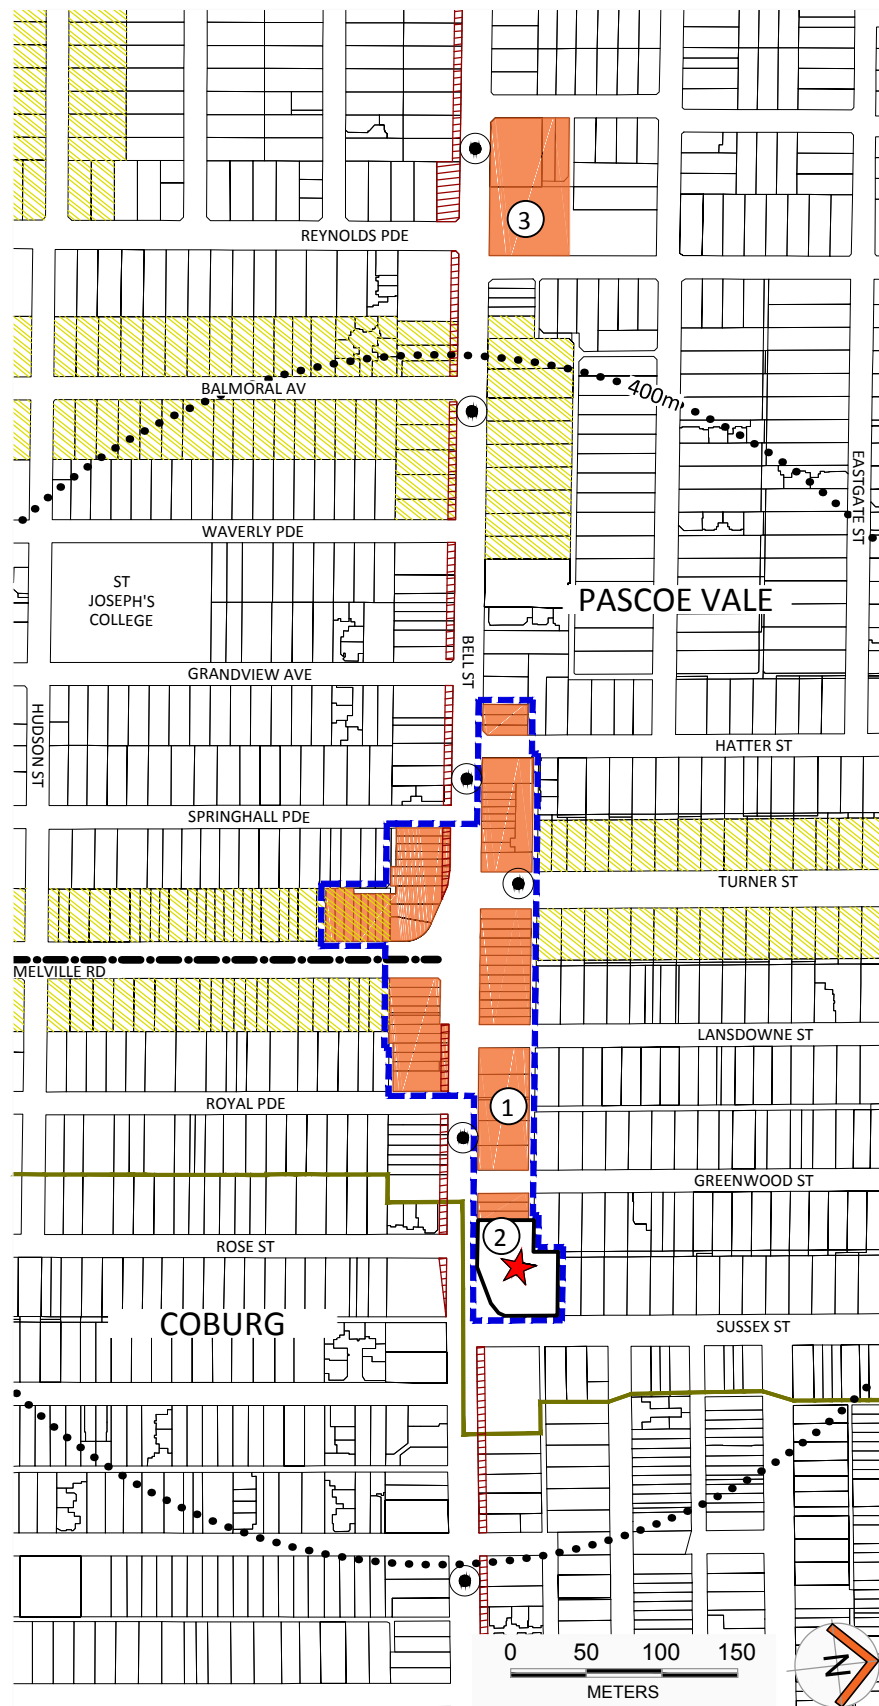 3
REYNOLDS PDE
BALMORAL AV
400m
EASTGATE ST
WAVERLY PDE
ST
JOSEPH'S
COLLEGE
PASCOE VALE
BELL ST
GRANDVIEW AVE
HUDSON ST
HATTER ST
SPRINGHALL PDE
TURNER ST
MELVILLE RD
LANSDOWNE ST
ROYAL PDE
1
GREENWOOD ST
2
ROSE ST
COBURG
SUSSEX ST
0 50 100 150
METERS
N